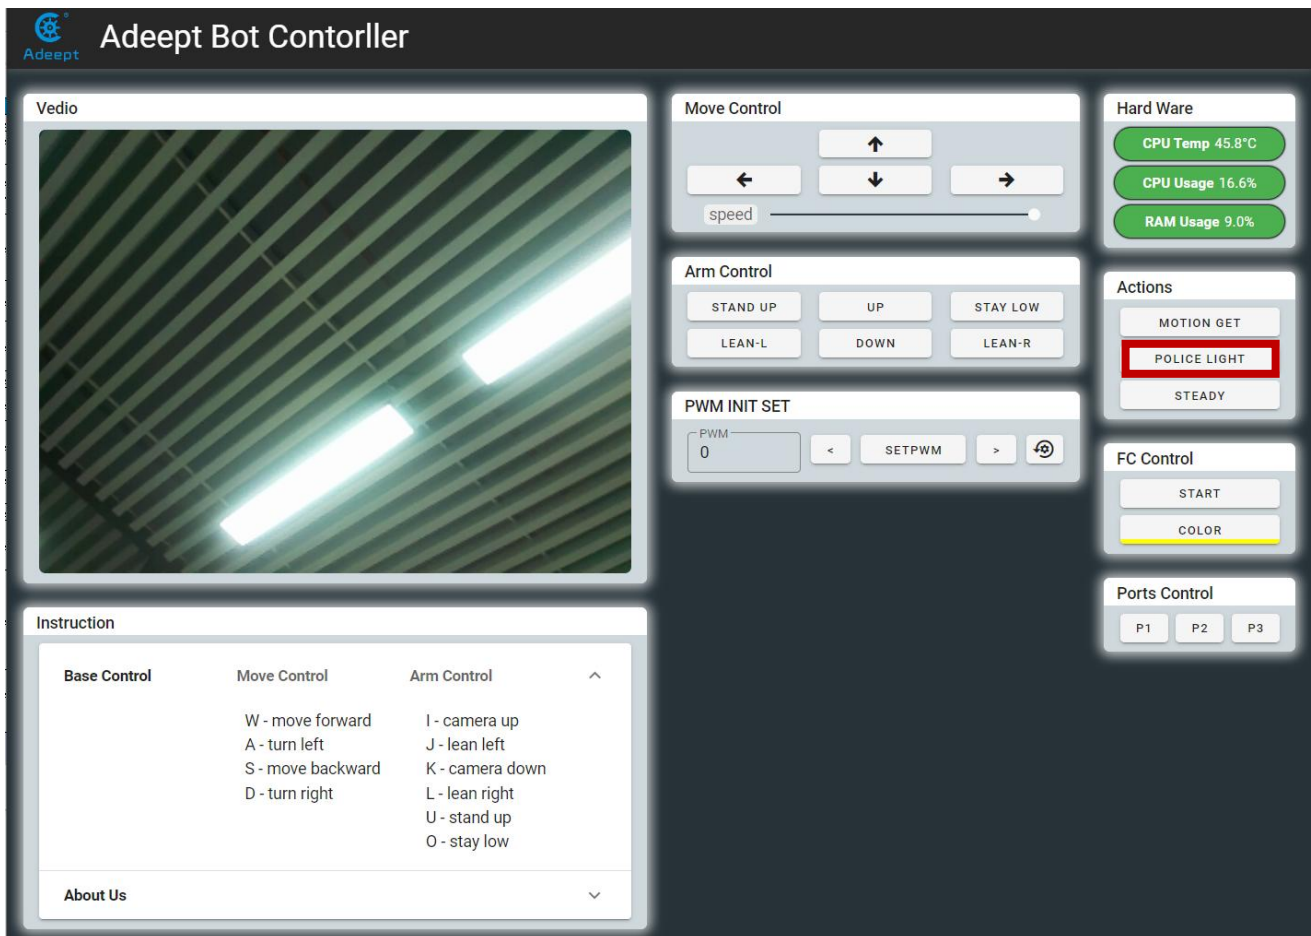 Adeept
Adeept Bot Contorller
Vedio
Move Control
speed
Arm Control
STAND UP UP STAY LOW
LEAN-L DOWN LEAN-R
PWM INIT SET
PWM
0 < SETPWM >
Hard Ware
CPU Temp 45.8°C
CPU Usage 16.6%
RAM Usage 9.0%
Actions
MOTION GET
POLICE LIGHT
STEADY
FC Control
START
COLOR
Ports Control
P1 P2 P3
Instruction
Base Control Move Control Arm Control
W - move forward I - camera up
A - turn left J - lean left
S - move backward K - camera down
D - turn right L - lean right
U - stand up
O - stay low
About Us